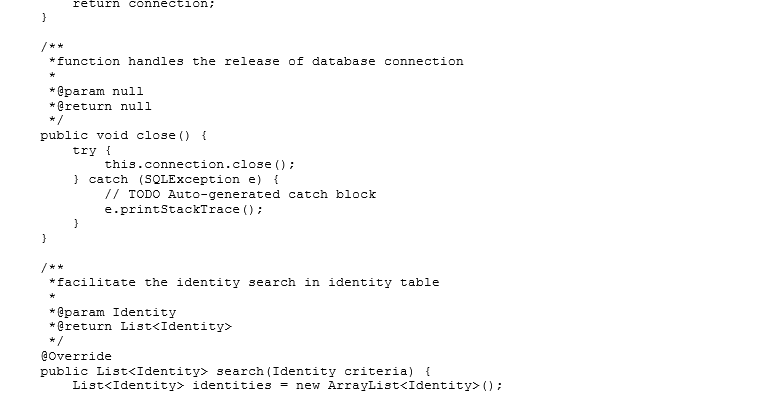 return connection;
    }

    /**
     *function handles the release of database connection
     *
     *@param null
     *@return null
     */
    public void close() {
        try {
            this.connection.close();
        } catch (SQLException e) {
            // TODO Auto-generated catch block
            e.printStackTrace();
        }
    }

    /**
     *facilitate the identity search in identity table
     *
     *@param Identity
     *@return List<Identity>
     */
    @Override
    public List<Identity> search(Identity criteria) {
        List<Identity> identities = new ArrayList<Identity>();